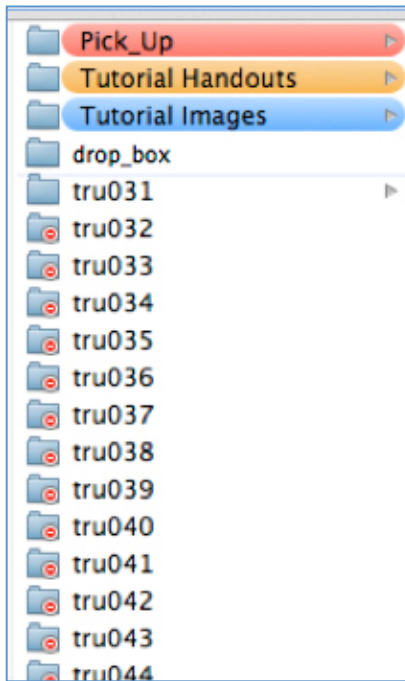 Pick_Up
Tutorial Handouts
Tutorial Images
drop_box
tru031
tru032
tru033
tru034
tru035
tru036
tru037
tru038
tru039
tru040
tru041
tru042
tru043
tru044